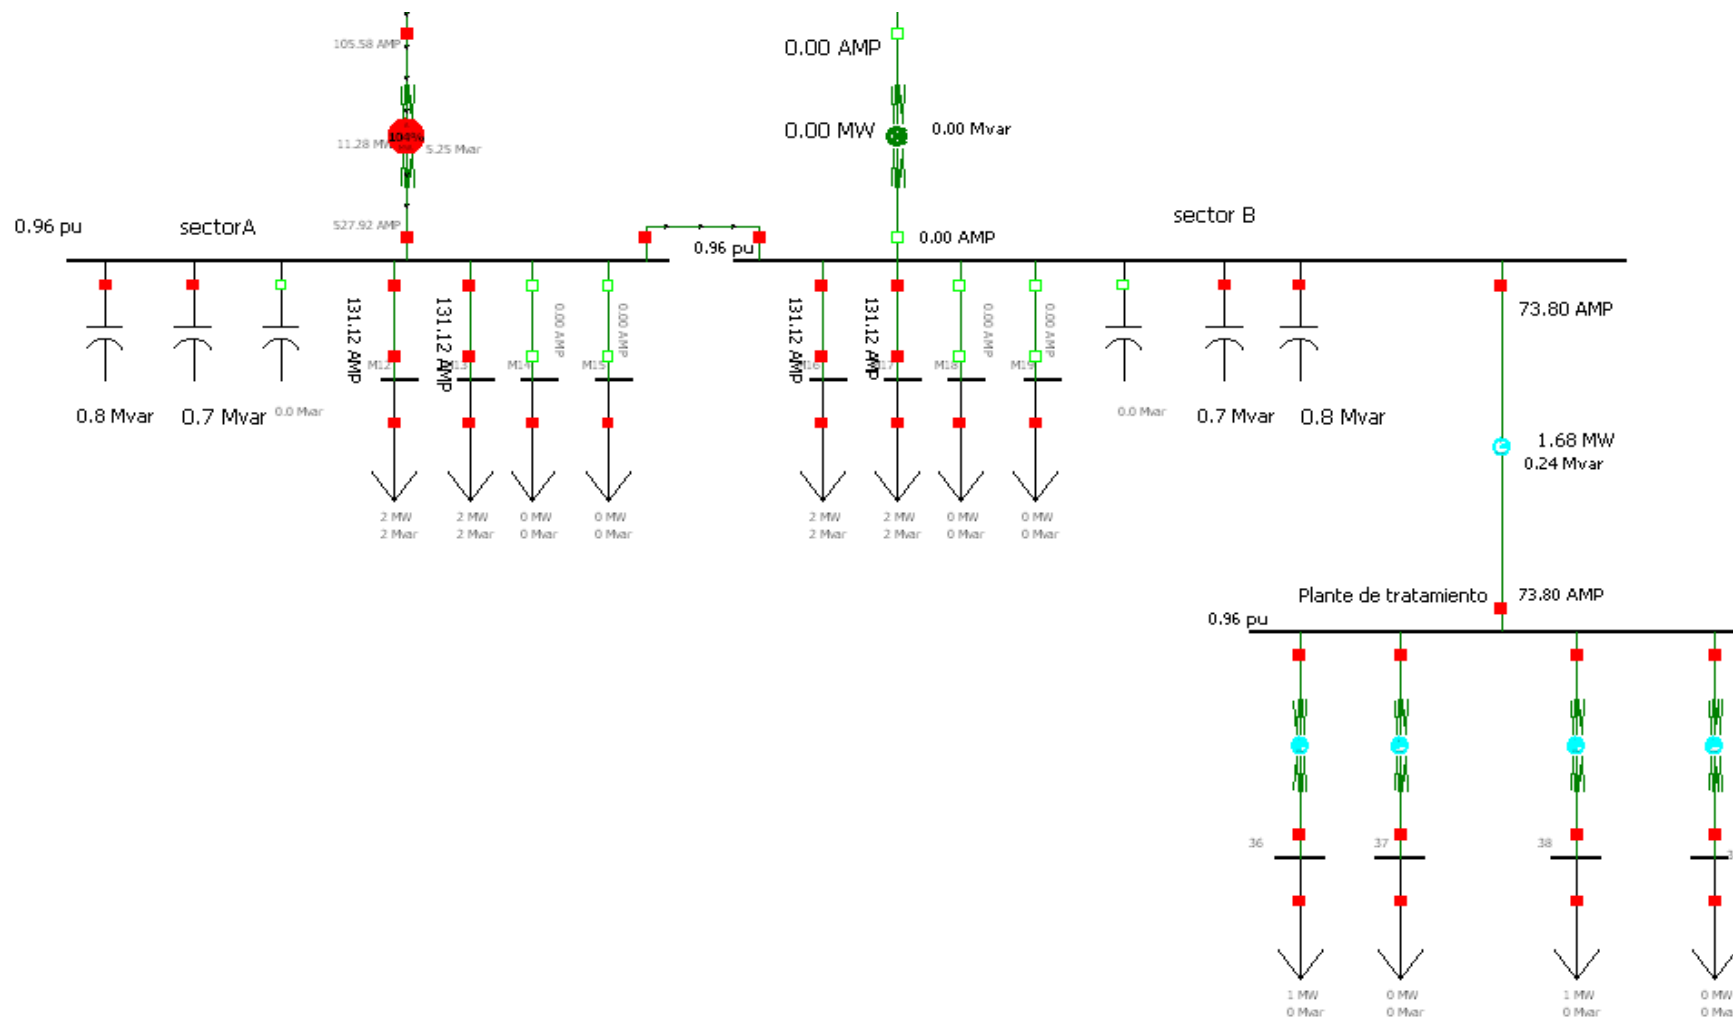 105.58 AMP
0.00 AMP
104%
11.28 MW
5.25 Mvar
0.00 MW
0.00 Mvar
0.96 pu
sectorA
527.92 AMP
0.96 pu
0.00 AMP
sector B
131.12 AMP
131.12 AMP
0.00 AMP
0.00 AMP
131.12 AMP
131.12 AMP
0.00 AMP
0.00 AMP
73.80 AMP
M12
M14
M15
M18
M19
0.8 Mvar
0.7 Mvar
0.0 Mvar
0.0 Mvar
0.7 Mvar
0.8 Mvar
1.68 MW
0.24 Mvar
2 MW
2 Mvar
2 MW
2 Mvar
0 MW
0 Mvar
0 MW
0 Mvar
2 MW
2 Mvar
2 MW
2 Mvar
0 MW
0 Mvar
0 MW
0 Mvar
Plante de tratamiento
73.80 AMP
0.96 pu
36
37
38
1 MW
0 Mvar
0 MW
0 Mvar
1 MW
0 Mvar
0 MW